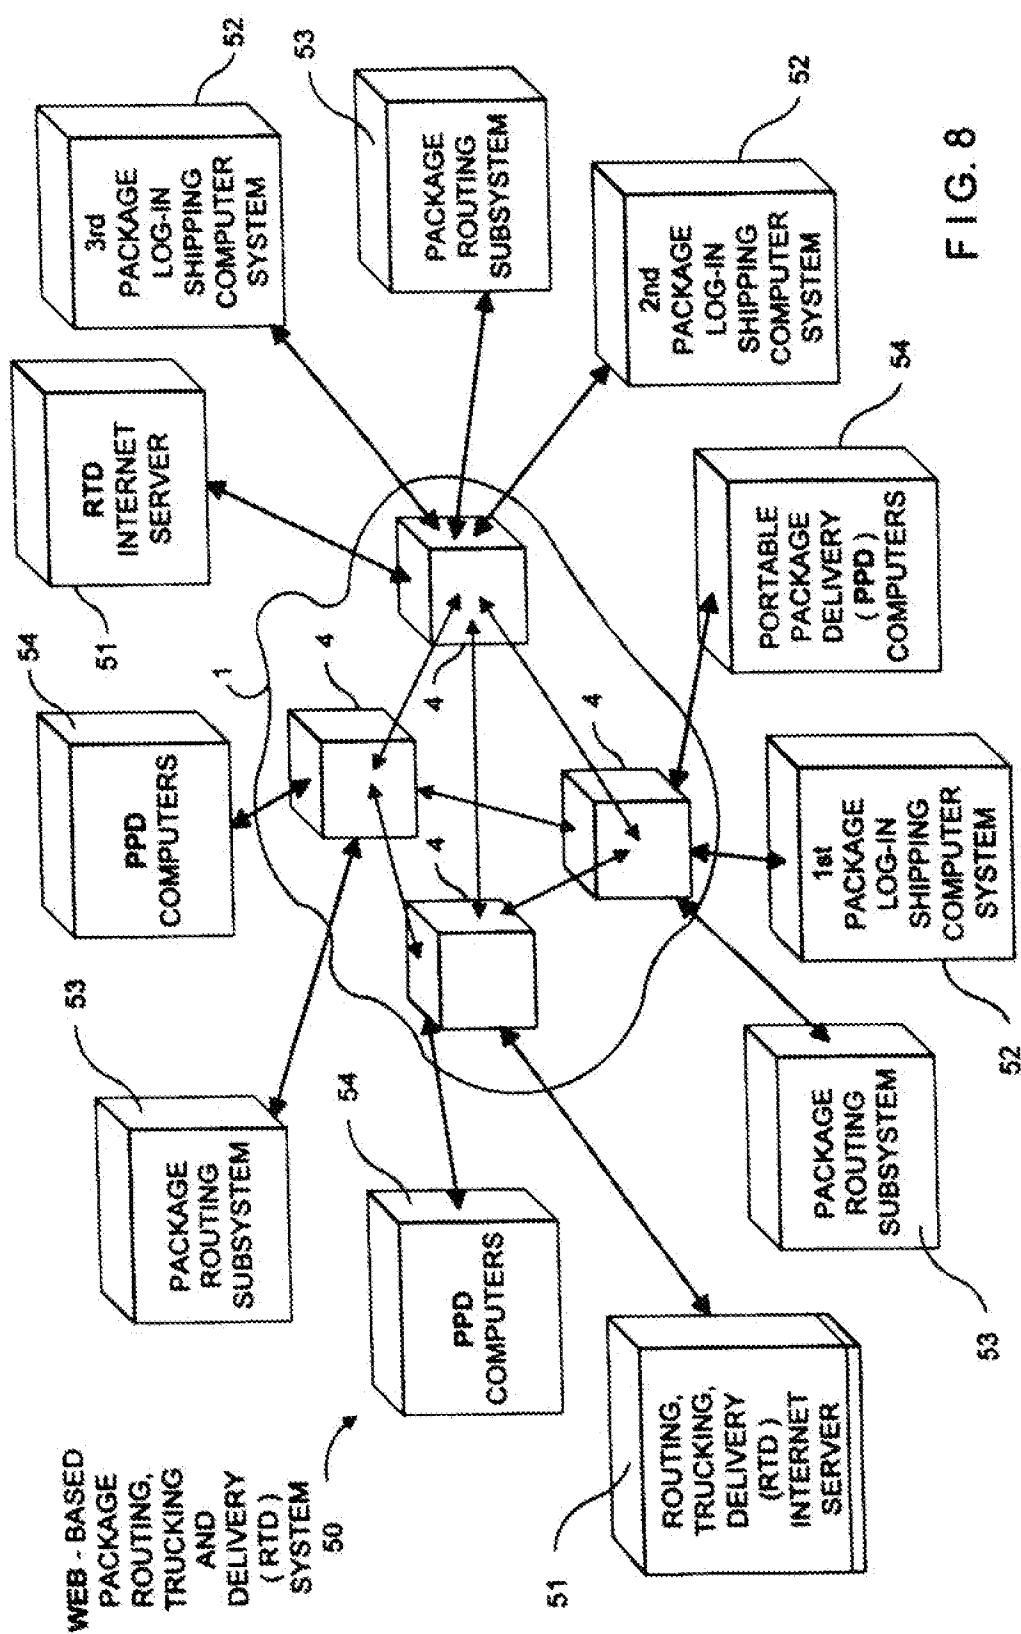 WEB - BASED
PACKAGE
ROUTING,
TRUCKING
AND
DELIVERY
( RTD )
SYSTEM
50
53
PACKAGE
ROUTING
SUBSYSTEM
54
PPD
COMPUTERS
51
RTD
INTERNET
SERVER
52
3rd
PACKAGE
LOG-IN
SHIPPING
COMPUTER
SYSTEM
1
4
4
4
4
54
PPD
COMPUTERS
53
PACKAGE
ROUTING
SUBSYSTEM
51
ROUTING,
TRUCKING,
DELIVERY
(RTD )
INTERNET
SERVER
53
PACKAGE
ROUTING
SUBSYSTEM
52
1st
PACKAGE
LOG-IN
SHIPPING
COMPUTER
SYSTEM
54
PORTABLE
PACKAGE
DELIVERY
( PPD )
COMPUTERS
52
2nd
PACKAGE
LOG-IN
SHIPPING
COMPUTER
SYSTEM
FIG. 8